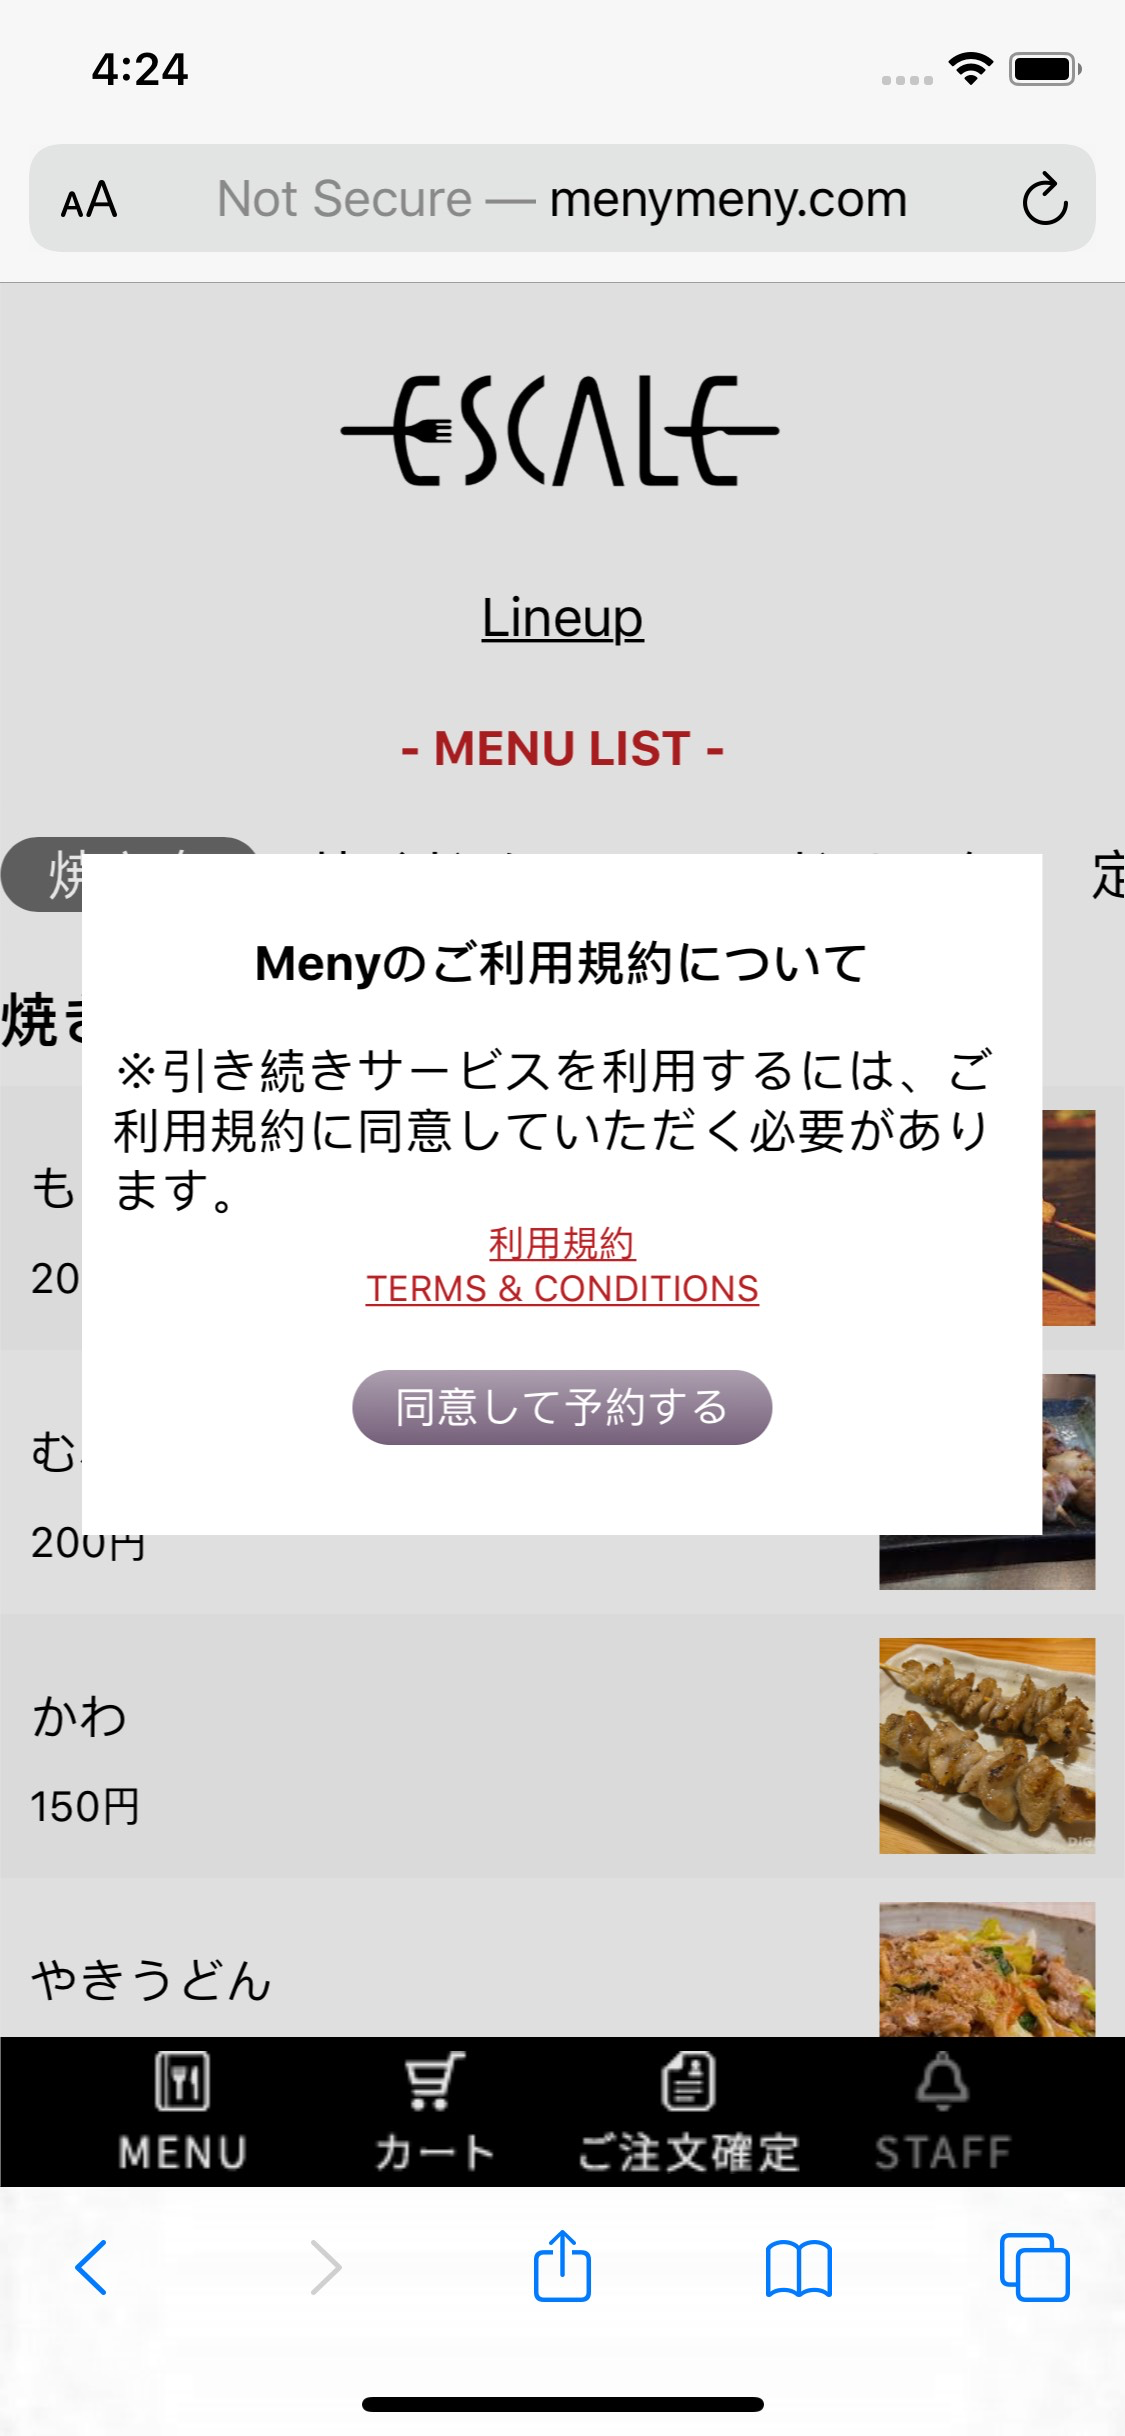 4:24
AA Not Secure — menymeny.com
ESCALE
Lineup
- MENU LIST -
Menyのご利用規約について
※引き続きサービスを利用するには、ご
利用規約に同意していただく必要があり
ます。
利用規約
TERMS & CONDITIONS
同意して予約する
200円
かわ
150円
やきうどん
MENU カート ご注文確定 STAFF